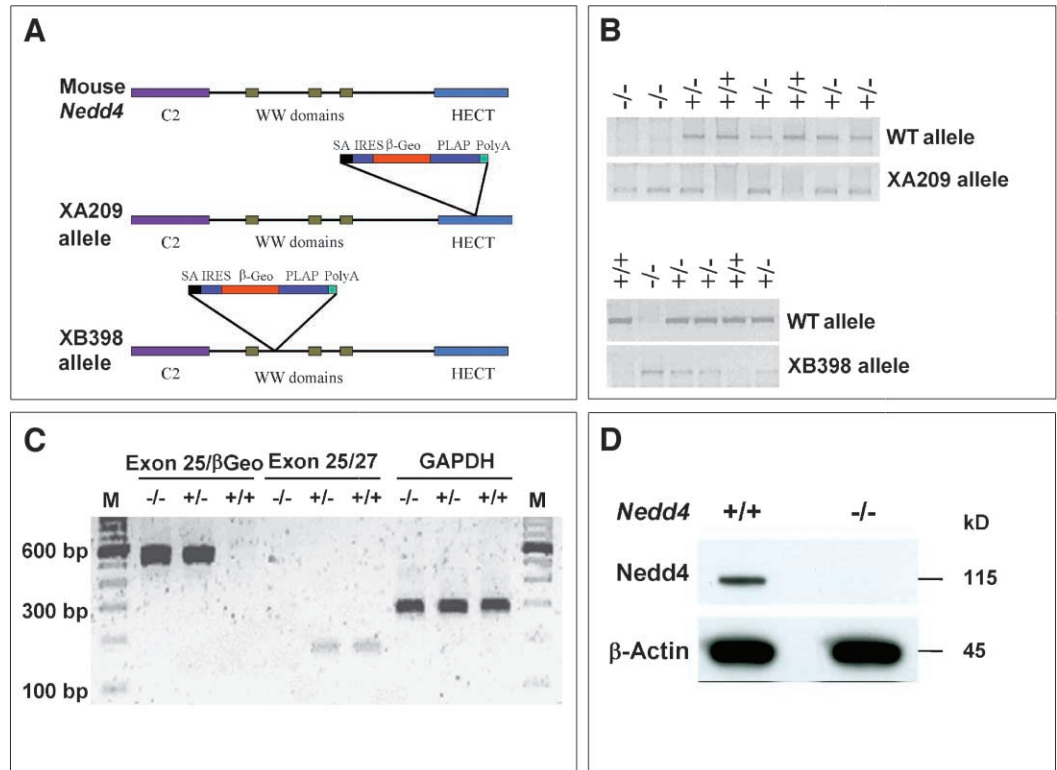 A
Mouse
Nedd4
C2 WW domains HECT
SA IRES β-Geo PLAP PolyA
XA209
allele
C2 WW domains HECT
SA IRES β-Geo PLAP PolyA
XB398
allele
C2 WW domains HECT
B
-/- -/- +/- +/+ +/- +/+ +/- +/-
WT allele
XA209 allele
+/+ -/- +/- +/- +/+ +/-
WT allele
XB398 allele
C
Exon 25/βGeo Exon 25/27 GAPDH
M -/- +/- +/+ -/- +/- +/+ -/- +/- +/+ M
600 bp
300 bp
100 bp
D
Nedd4 +/+ -/- kD
Nedd4 115
β-Actin 45